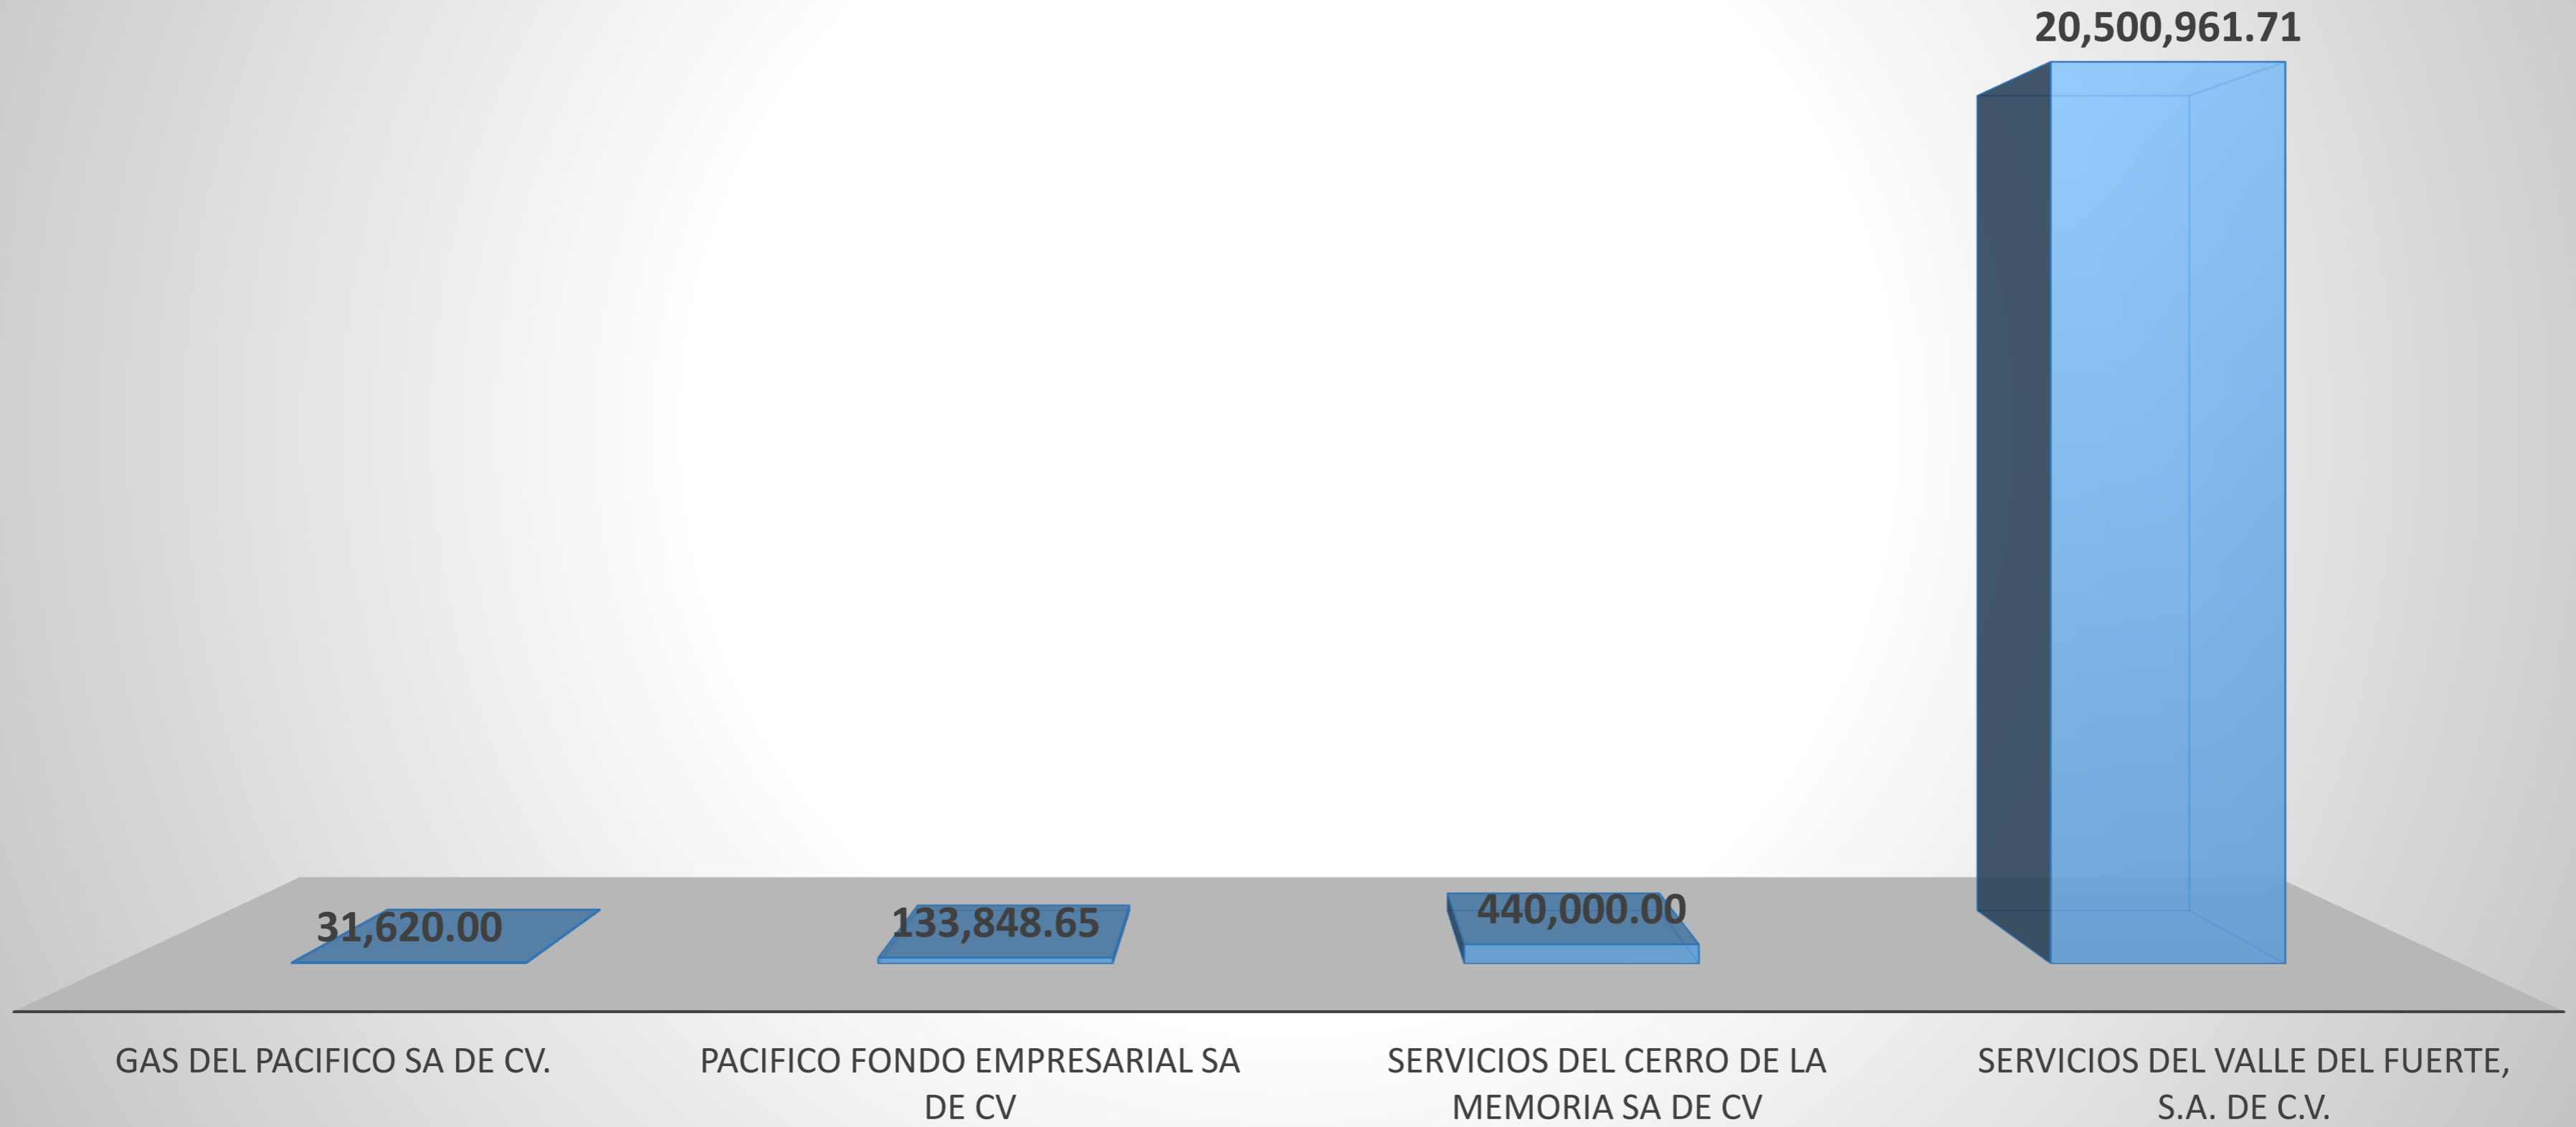 20,500,961.71
31,620.00
133,848.65
440,000.00
GAS DEL PACIFICO SA DE CV.
PACIFICO FONDO EMPRESARIAL SA
DE CV
SERVICIOS DEL CERRO DE LA
MEMORIA SA DE CV
SERVICIOS DEL VALLE DEL FUERTE,
S.A. DE C.V.